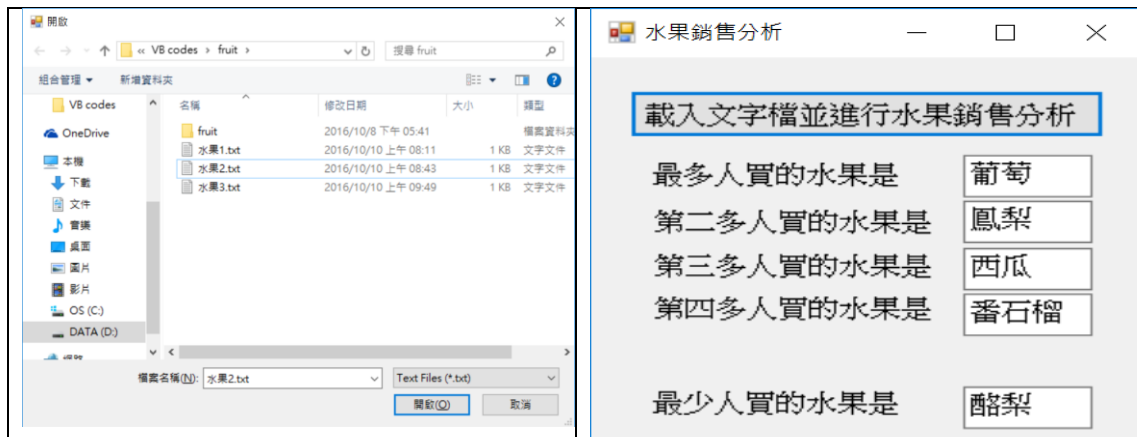 開啟
« VB codes › fruit ›
搜尋 fruit
組合管理
新增資料夾
名稱 修改日期 大小 類型
VB codes
OneDrive
本機
下載
文件
音樂
桌面
圖片
影片
OS (C:)
DATA (D:)
fruit 2016/10/8 下午 05:41 檔案資料夾
水果1.txt 2016/10/10 上午 08:11 1 KB 文字文件
水果2.txt 2016/10/10 上午 08:43 1 KB 文字文件
水果3.txt 2016/10/10 上午 09:49 1 KB 文字文件
檔案名稱(N): 水果2.txt Text Files (*.txt)
開啟(O) 取消
水果銷售分析
載入文字檔並進行水果銷售分析
最多人買的水果是 葡萄
第二多人買的水果是 鳳梨
第三多人買的水果是 西瓜
第四多人買的水果是 番石榴
最少人買的水果是 酪梨